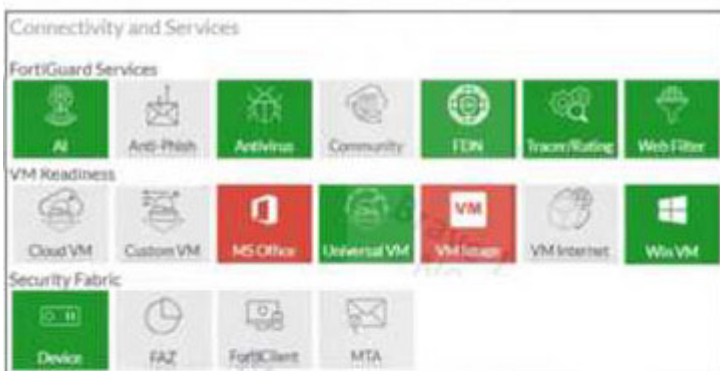 Connectivity and Services
FortiGuard Services
AI Anti-Phish Antivirus Community FDN Tracer/Rating Web Filter
VM Readiness
VM
Cloud VM Custom VM MS Office Universal VM VM Image VM Internet Win VM
Security Fabric
Device FAZ FortiClient MTA